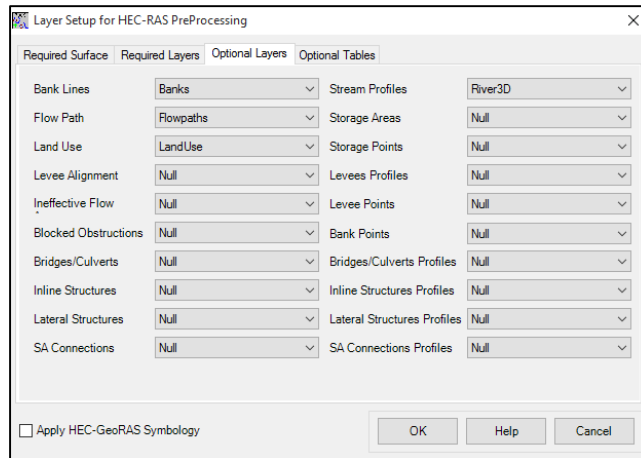 Layer Setup for HEC-RAS PreProcessing
Required Surface Required Layers Optional Layers Optional Tables
Bank Lines Banks Stream Profiles River3D
Flow Path Flowpaths Storage Areas Null
Land Use LandUse Storage Points Null
Levee Alignment Null Levees Profiles Null
Ineffective Flow Null Levee Points Null
Blocked Obstructions Null Bank Points Null
Bridges/Culverts Null Bridges/Culverts Profiles Null
Inline Structures Null Inline Structures Profiles Null
Lateral Structures Null Lateral Structures Profiles Null
SA Connections Null SA Connections Profiles Null
Apply HEC-GeoRAS Symbology OK Help Cancel